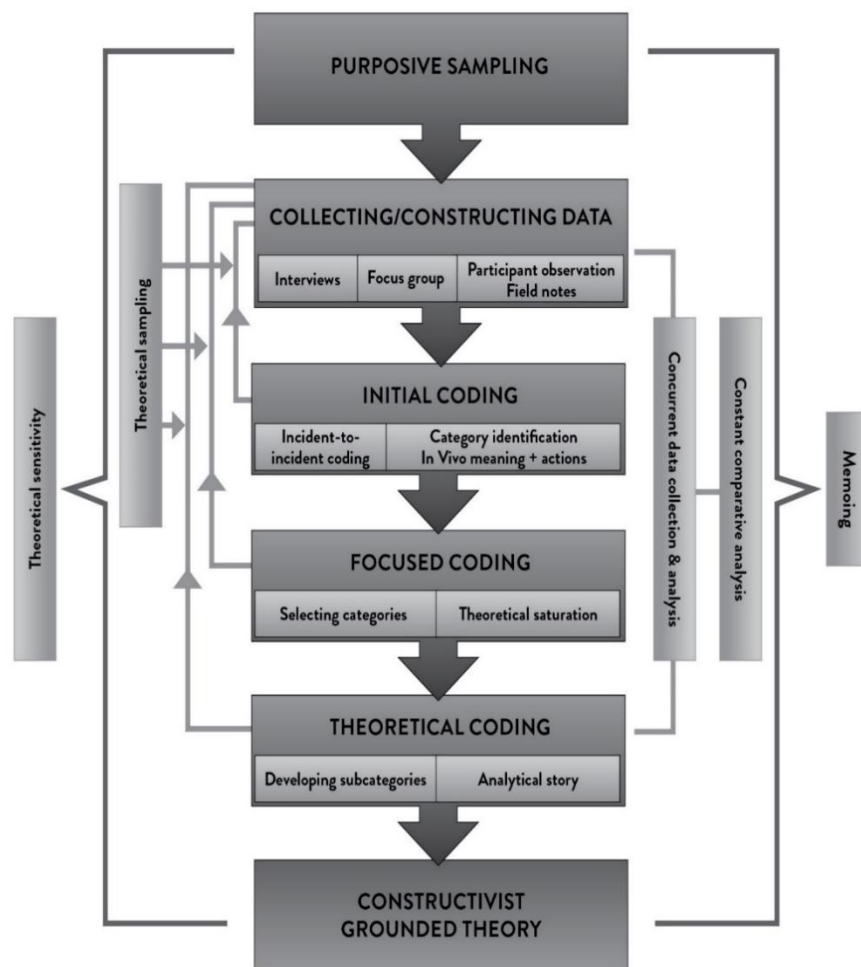 PURPOSIVE SAMPLING
COLLECTING/CONSTRUCTING DATA
Interviews
Focus group
Participant observation
Field notes
INITIAL CODING
Incident-to-
incident coding
Category identification
In Vivo meaning + actions
FOCUSED CODING
Selecting categories
Theoretical saturation
THEORETICAL CODING
Developing subcategories
Analytical story
CONSTRUCTIVIST
GROUNDED THEORY
Theoretical sensitivity
Theoretical sampling
Concurrent data collection & analysis
Constant comparative analysis
Memoing